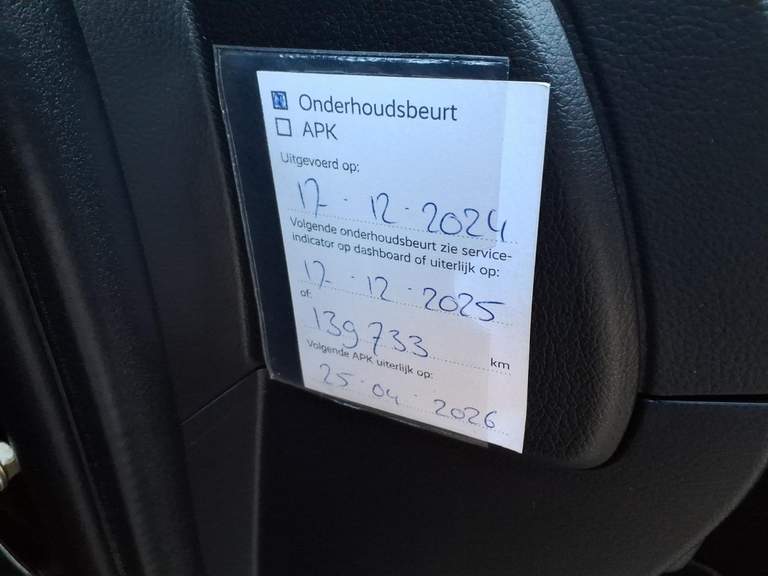 Onderhoudsbeurt
APK
Uitgevoerd op:
17 - 12 - 2024
Volgende onderhoudsbeurt zie service-
indicator op dashboard of uiterlijk op:
17 - 12 - 2025
of:
139733 km
Volgende APK uiterlijk op:
25 - 04 - 2026